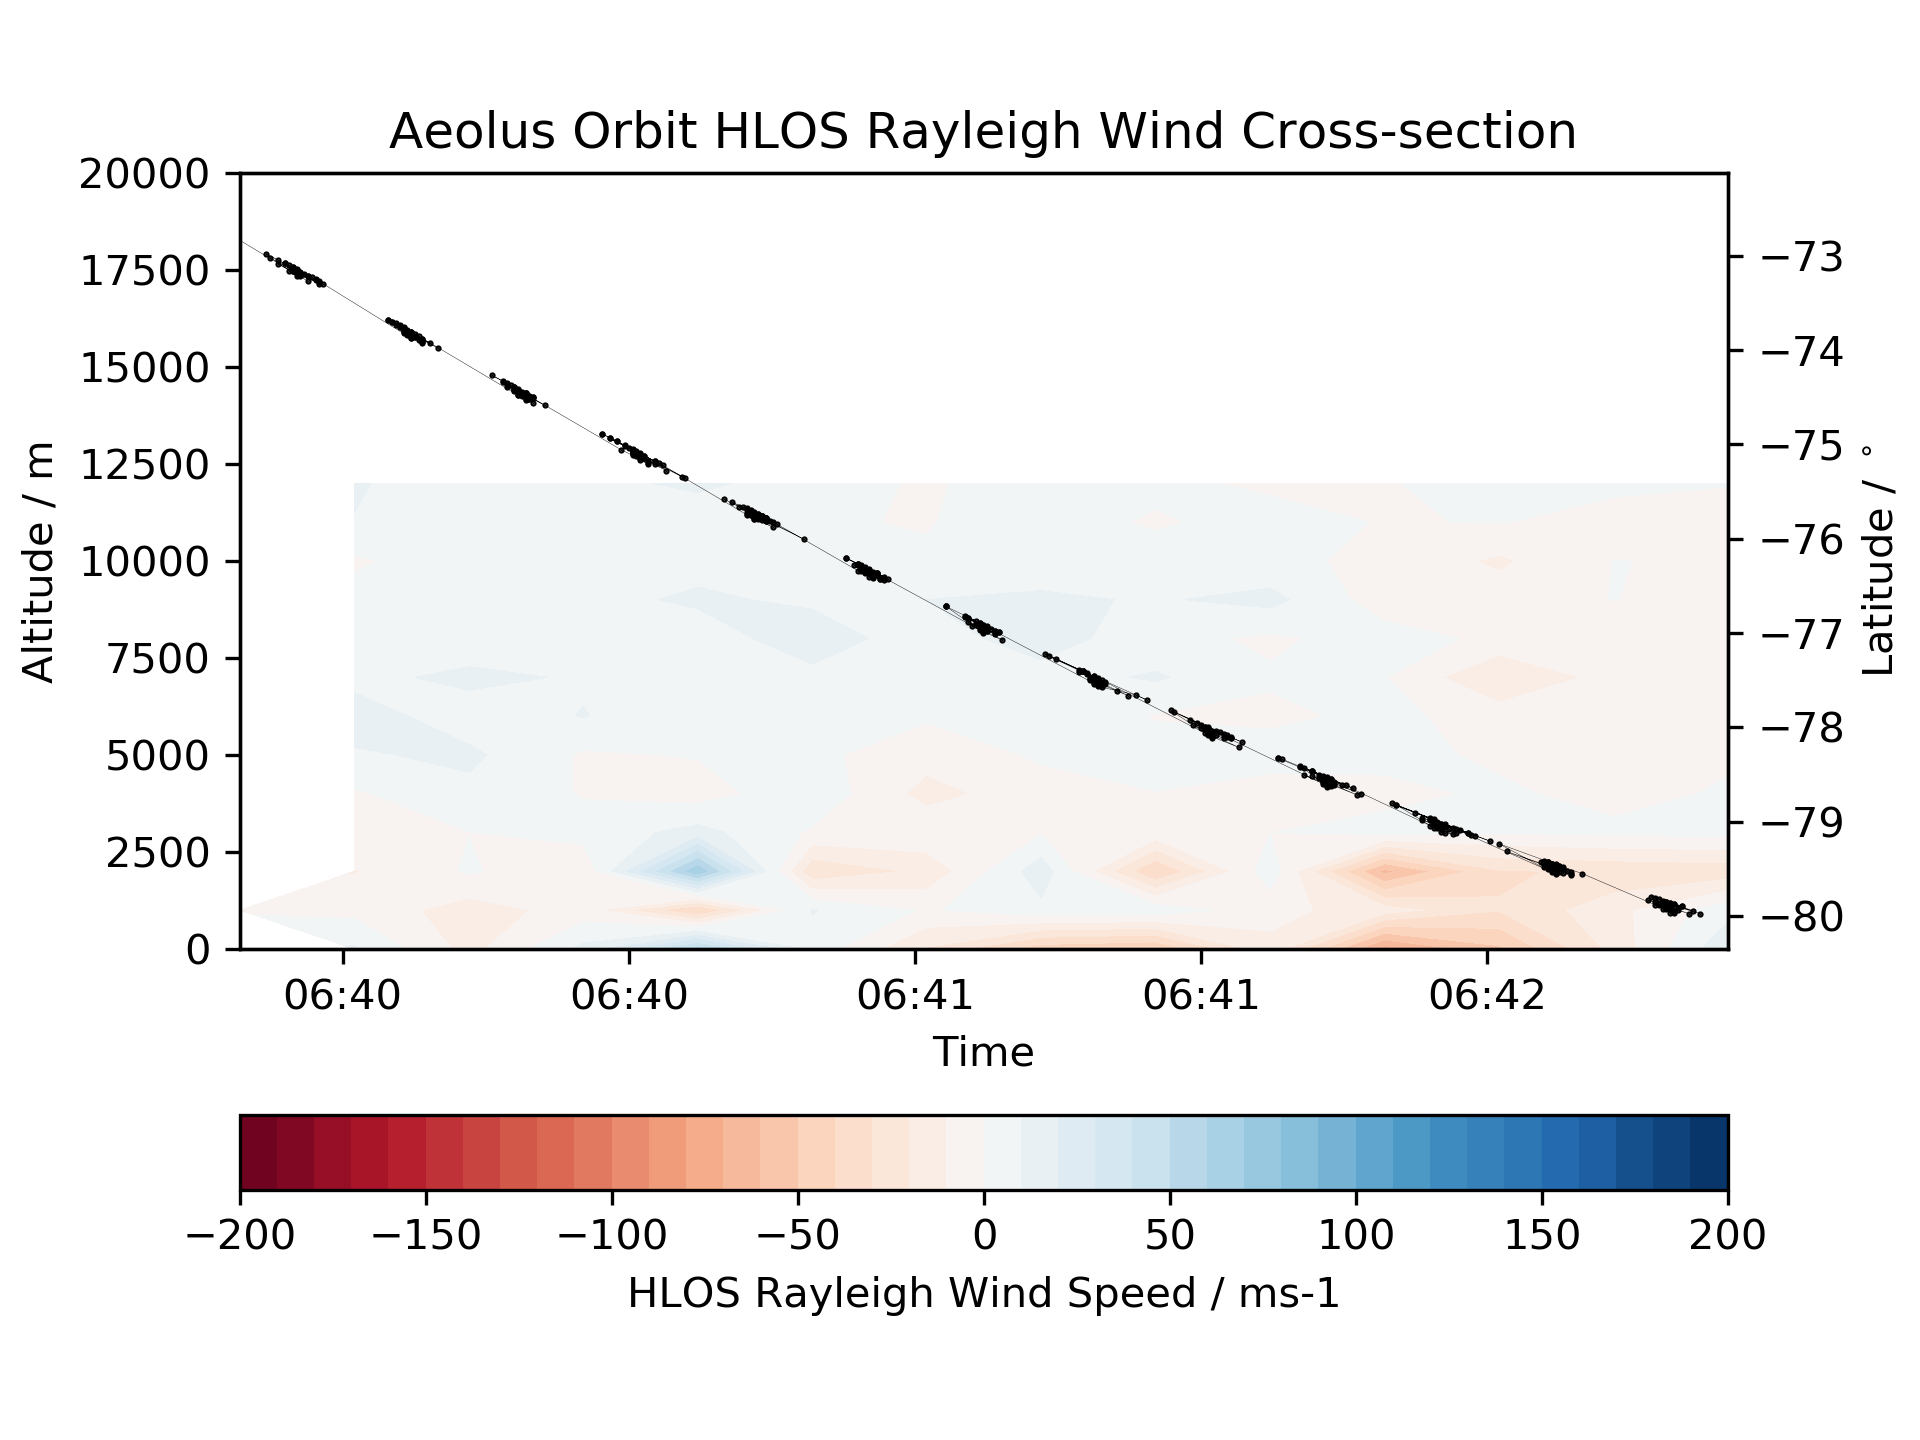 Aeolus Orbit HLOS Rayleigh Wind Cross-section
20000
17500
15000
12500
10000
7500
5000
2500
0
Altitude / m
−73
−74
−75
−76
−77
−78
−79
−80
Latitude / °
06:40 06:40 06:41 06:41 06:42
Time
−200 −150 −100 −50 0 50 100 150 200
HLOS Rayleigh Wind Speed / ms-1